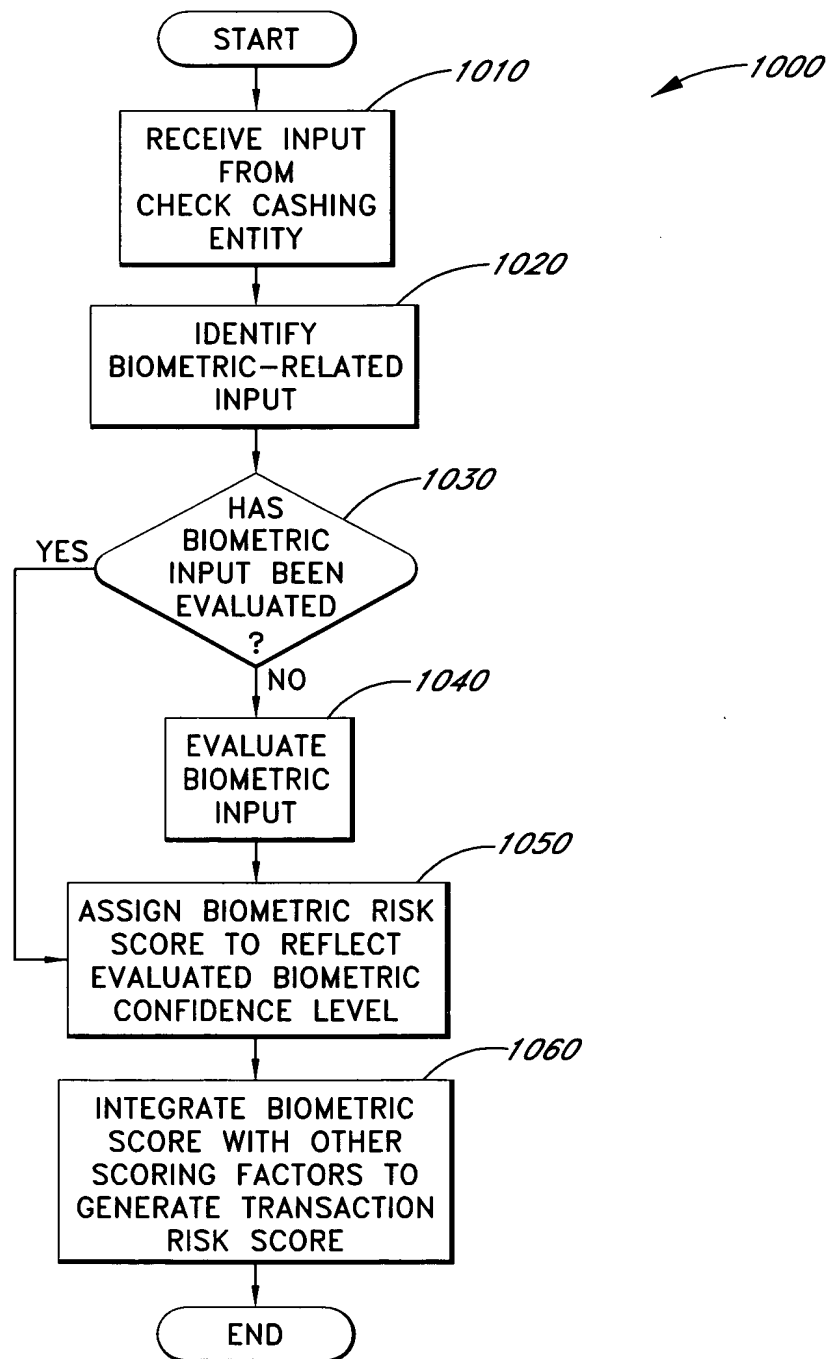 START
1010
1000
RECEIVE INPUT
FROM
CHECK CASHING
ENTITY
1020
IDENTIFY
BIOMETRIC-RELATED
INPUT
1030
HAS
BIOMETRIC
INPUT BEEN
EVALUATED
?
YES
NO
1040
EVALUATE
BIOMETRIC
INPUT
1050
ASSIGN BIOMETRIC RISK
SCORE TO REFLECT
EVALUATED BIOMETRIC
CONFIDENCE LEVEL
1060
INTEGRATE BIOMETRIC
SCORE WITH OTHER
SCORING FACTORS TO
GENERATE TRANSACTION
RISK SCORE
END